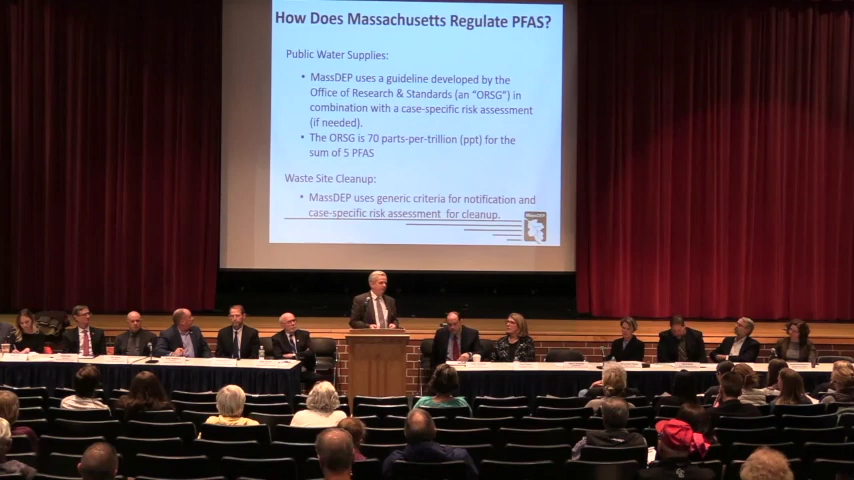 How Does Massachusetts Regulate PFAS?
Public Water Supplies:
• MassDEP uses a guideline developed by the
Office of Research & Standards (an "ORSG") in
combination with a case-specific risk assessment
(if needed).
• The ORSG is 70 parts-per-trillion (ppt) for the
sum of 5 PFAS
Waste Site Cleanup:
• MassDEP uses generic criteria for notification and
case-specific risk assessment for cleanup.
MassDEP